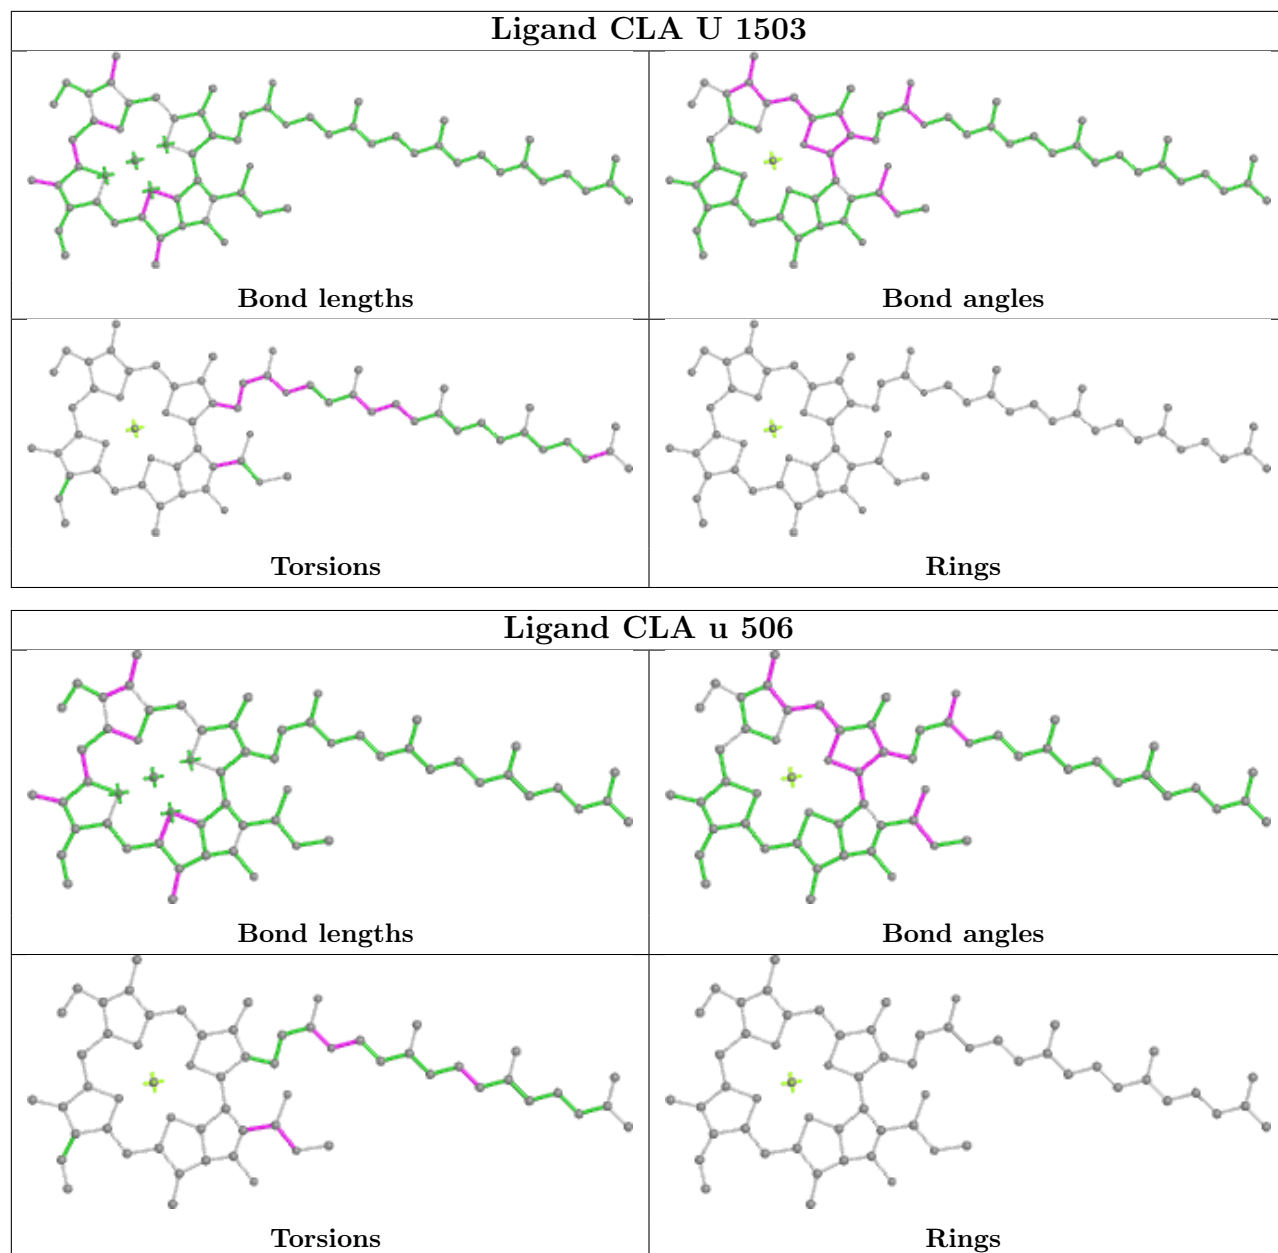 Ligand CLA U 1503
Bond lengths
Bond angles
Torsions
Rings
Ligand CLA u 506
Bond lengths
Bond angles
Torsions
Rings